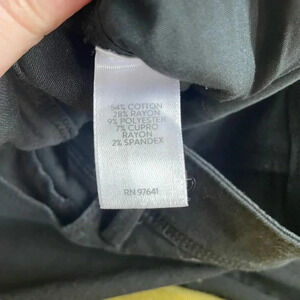 54% COTTON
28% RAYON
9% POLYESTER
7% CUPRO
RAYON
2% SPANDEX
RN 97641